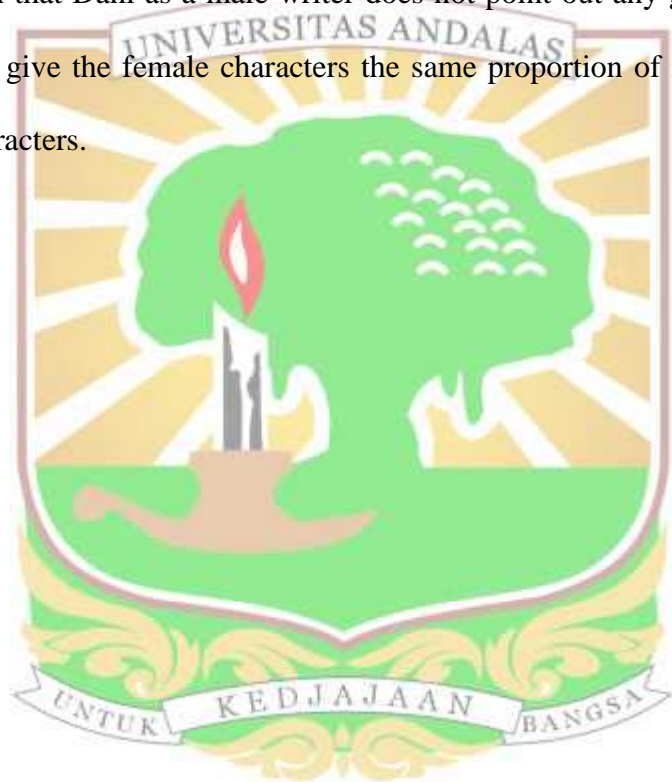 that Dahl as a male writer does not point out any
UNIVERSITAS ANDALAS
give the female characters the same proportion of
racters.
UNTUK KEDJAJAAN BANGSA